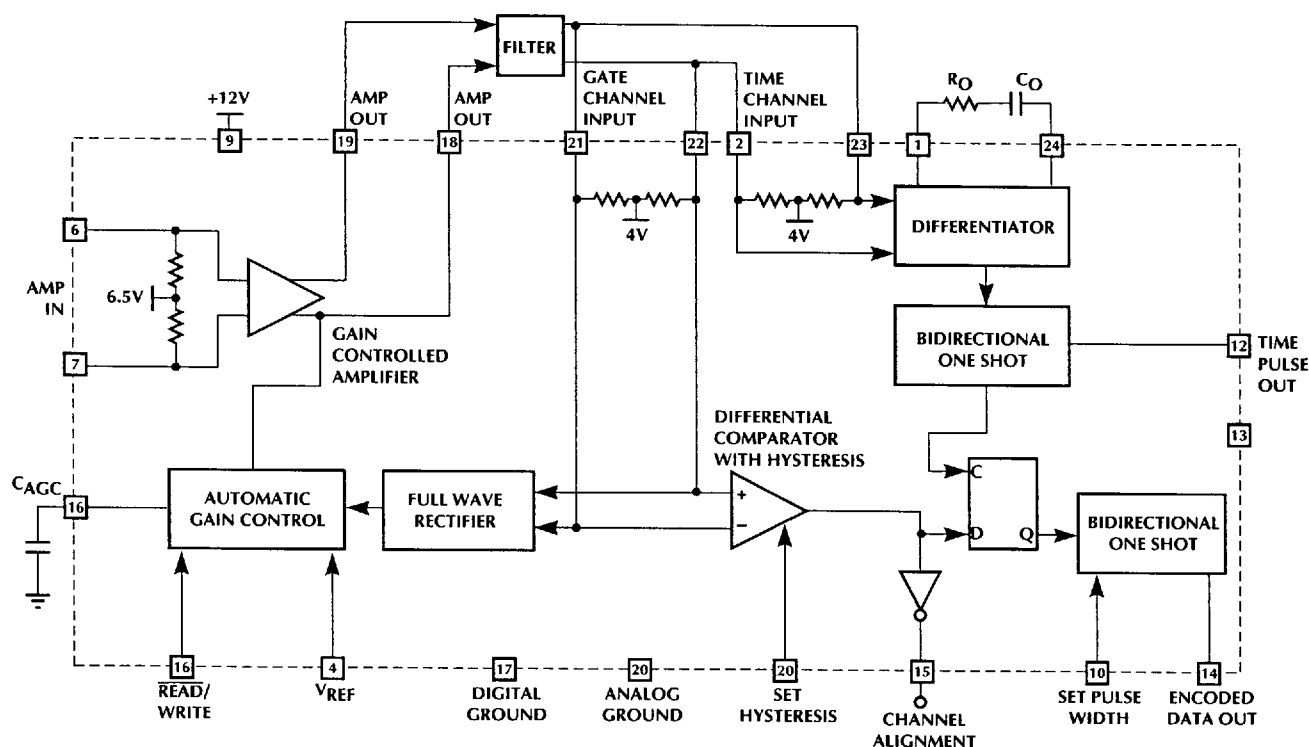 FILTER
GATE
CHANNEL
INPUT
TIME
CHANNEL
INPUT
RO
CO
+12V
AMP
OUT
AMP
OUT
9
19
18
21
22
2
23
1
24
6
AMP
IN
7
6.5V
4V
4V
DIFFERENTIATOR
GAIN
CONTROLLED
AMPLIFIER
BIDIRECTIONAL
ONE SHOT
12
TIME
PULSE
OUT
13
DIFFERENTIAL
COMPARATOR
WITH HYSTERESIS
CAGC
16
AUTOMATIC
GAIN CONTROL
FULL WAVE
RECTIFIER
+
−
C
D
Q
BIDIRECTIONAL
ONE SHOT
16
READ/
WRITE
4
VREF
17
DIGITAL
GROUND
20
ANALOG
GROUND
20
SET
HYSTERESIS
15
CHANNEL
ALIGNMENT
10
SET PULSE
WIDTH
14
ENCODED
DATA OUT